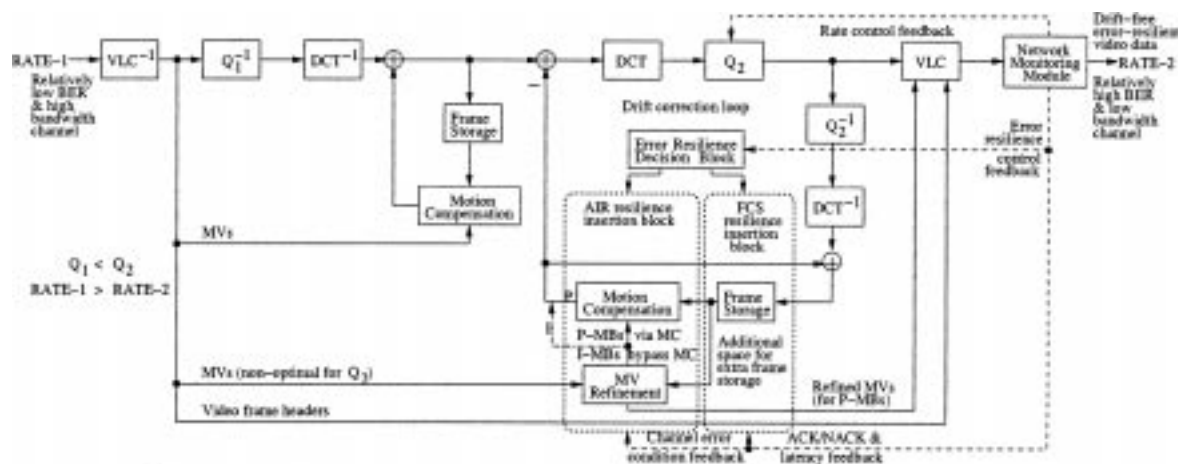 RATE-1
VLC⁻¹
Q₁⁻¹
DCT⁻¹
DCT
Q₂
Rate control feedback
VLC
Network
Monitoring
Module
Drift-free
error-resilient
video data
RATE-2
Relatively
low BER
& high
bandwidth
channel
Relatively
high BER
& low
bandwidth
channel
Frame
Storage
Motion
Compensation
MVs
Drift correction loop
Q₂⁻¹
Error Resilience
Decision Block
Error
resilience
control
feedback
DCT⁻¹
AIR resilience
insertion block
FCS
resilience
insertion
block
Q₁ < Q₂
RATE-1 > RATE-2
P
Motion
Compensation
Frame
Storage
P-MBs via MC
I-MBs bypass MC
Additional
space for
extra frame
storage
MVs (non-optimal for Q₂)
MV
Refinement
Refined MVs
(for P-MBs)
Video frame headers
Channel error
condition feedback
ACK/NACK &
latency feedback